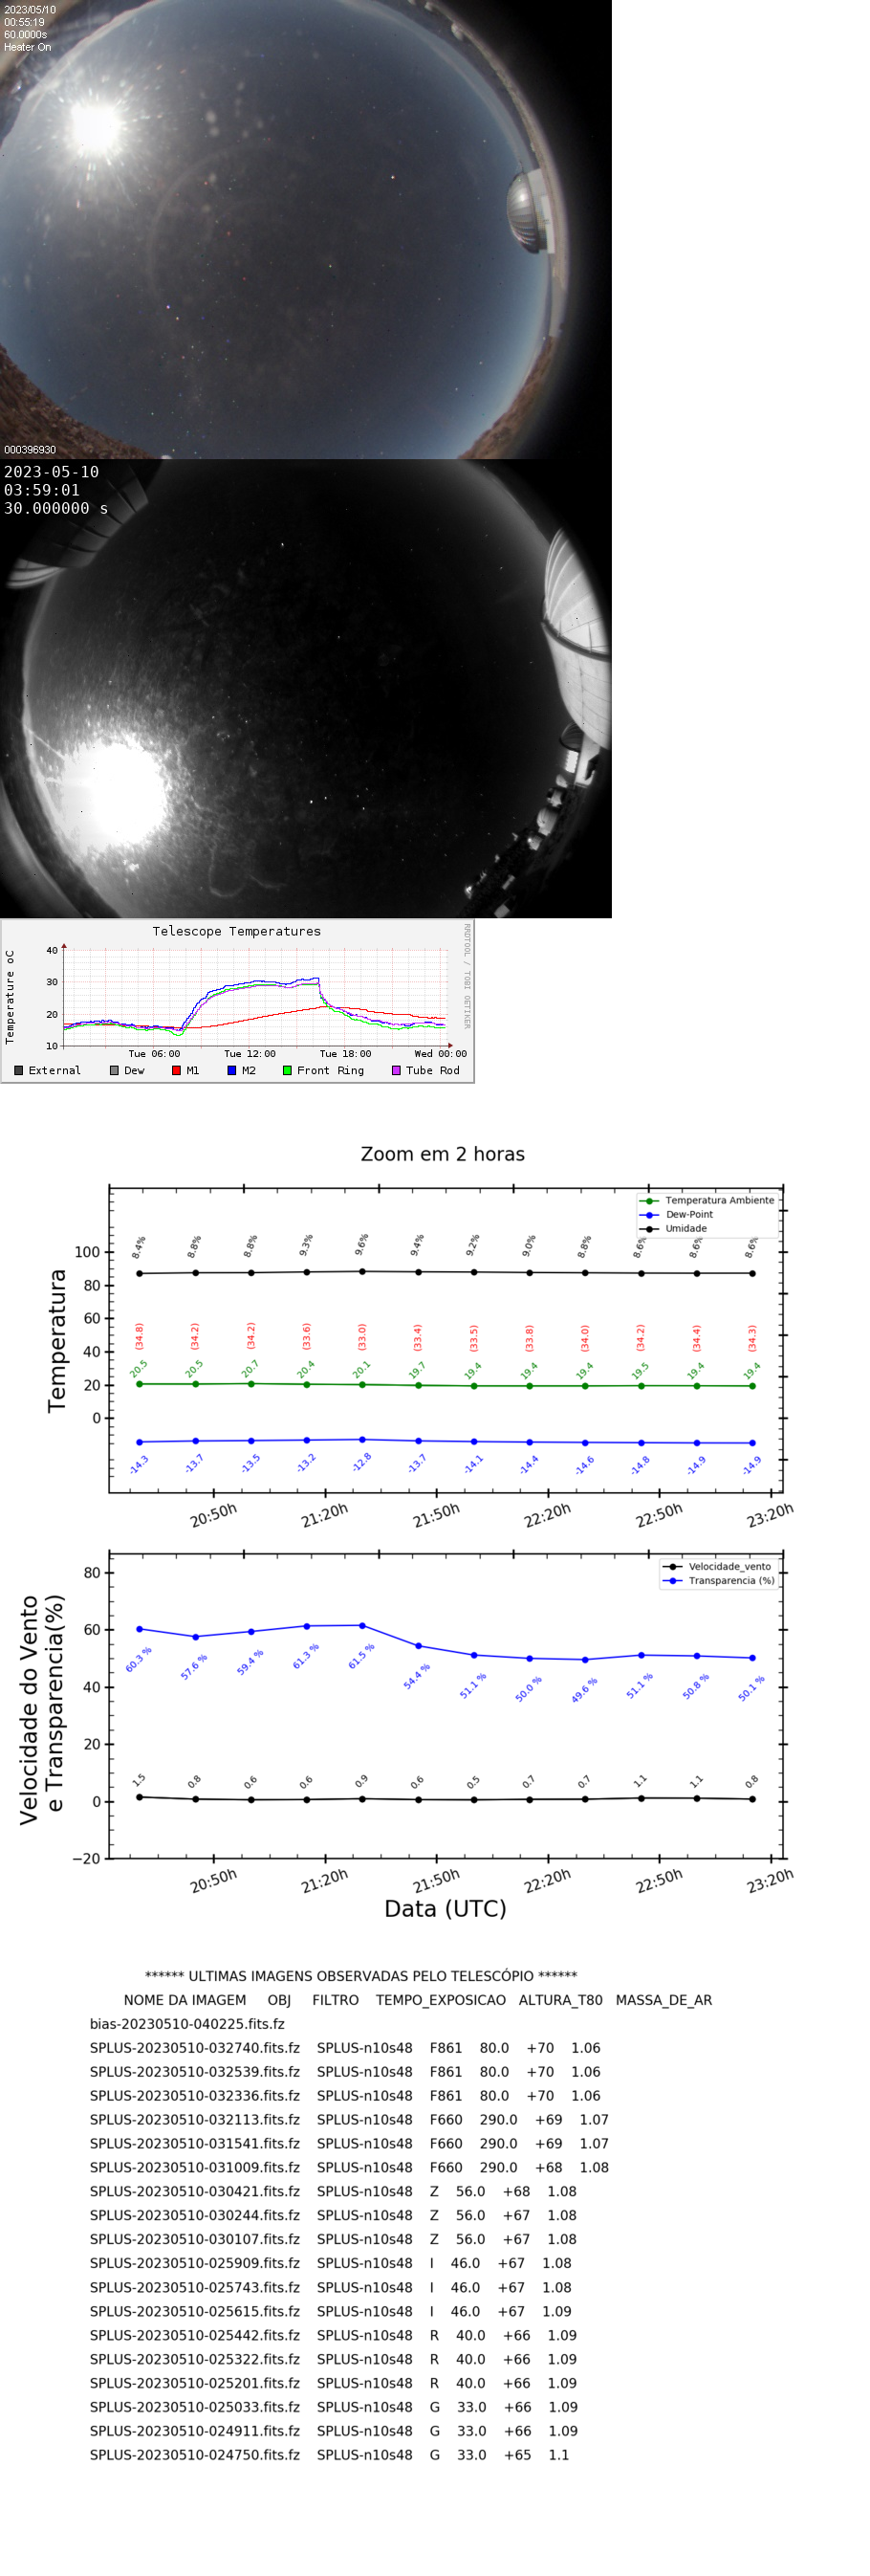 2023/05/10
00:55:19
60.0000s
Heater On
000396930
2023-05-10
03:59:01
30.000000 s
Telescope Temperatures
RRDTOOL / TOBI OETIKER
Temperature oC
40
30
20
10
Tue 06:00 Tue 12:00 Tue 18:00 Wed 00:00
External Dew M1 M2 Front Ring Tube Rod
Zoom em 2 horas
Temperatura Ambiente
Dew-Point
Umidade
8.4% 8.8% 8.8% 9.3% 9.6% 9.4% 9.2% 9.0% 8.8% 8.6% 8.6% 8.6%
Temperatura
100
80
60
40
20
0
(34.8) (34.2) (34.2) (33.6) (33.0) (33.4) (33.5) (33.8) (34.0) (34.2) (34.4) (34.3)
20.5 20.5 20.7 20.4 20.1 19.7 19.4 19.4 19.4 19.5 19.4 19.4
-14.3 -13.7 -13.5 -13.2 -12.8 -13.7 -14.1 -14.4 -14.6 -14.8 -14.9 -14.9
20:50h 21:20h 21:50h 22:20h 22:50h 23:20h
Velocidade_vento
Transparencia (%)
Velocidade do Vento
e Transparencia(%)
80
60
40
20
0
−20
60.3 % 57.6 % 59.4 % 61.3 % 61.5 % 54.4 % 51.1 % 50.0 % 49.6 % 51.1 % 50.8 % 50.1 %
1.5 0.8 0.6 0.6 0.9 0.6 0.5 0.7 0.7 1.1 1.1 0.8
20:50h 21:20h 21:50h 22:20h 22:50h 23:20h
Data (UTC)
****** ULTIMAS IMAGENS OBSERVADAS PELO TELESCÓPIO ******
NOME DA IMAGEM OBJ FILTRO TEMPO_EXPOSICAO ALTURA_T80 MASSA_DE_AR
bias-20230510-040225.fits.fz
SPLUS-20230510-032740.fits.fz SPLUS-n10s48 F861 80.0 +70 1.06
SPLUS-20230510-032539.fits.fz SPLUS-n10s48 F861 80.0 +70 1.06
SPLUS-20230510-032336.fits.fz SPLUS-n10s48 F861 80.0 +70 1.06
SPLUS-20230510-032113.fits.fz SPLUS-n10s48 F660 290.0 +69 1.07
SPLUS-20230510-031541.fits.fz SPLUS-n10s48 F660 290.0 +69 1.07
SPLUS-20230510-031009.fits.fz SPLUS-n10s48 F660 290.0 +68 1.08
SPLUS-20230510-030421.fits.fz SPLUS-n10s48 Z 56.0 +68 1.08
SPLUS-20230510-030244.fits.fz SPLUS-n10s48 Z 56.0 +67 1.08
SPLUS-20230510-030107.fits.fz SPLUS-n10s48 Z 56.0 +67 1.08
SPLUS-20230510-025909.fits.fz SPLUS-n10s48 I 46.0 +67 1.08
SPLUS-20230510-025743.fits.fz SPLUS-n10s48 I 46.0 +67 1.08
SPLUS-20230510-025615.fits.fz SPLUS-n10s48 I 46.0 +67 1.09
SPLUS-20230510-025442.fits.fz SPLUS-n10s48 R 40.0 +66 1.09
SPLUS-20230510-025322.fits.fz SPLUS-n10s48 R 40.0 +66 1.09
SPLUS-20230510-025201.fits.fz SPLUS-n10s48 R 40.0 +66 1.09
SPLUS-20230510-025033.fits.fz SPLUS-n10s48 G 33.0 +66 1.09
SPLUS-20230510-024911.fits.fz SPLUS-n10s48 G 33.0 +66 1.09
SPLUS-20230510-024750.fits.fz SPLUS-n10s48 G 33.0 +65 1.1